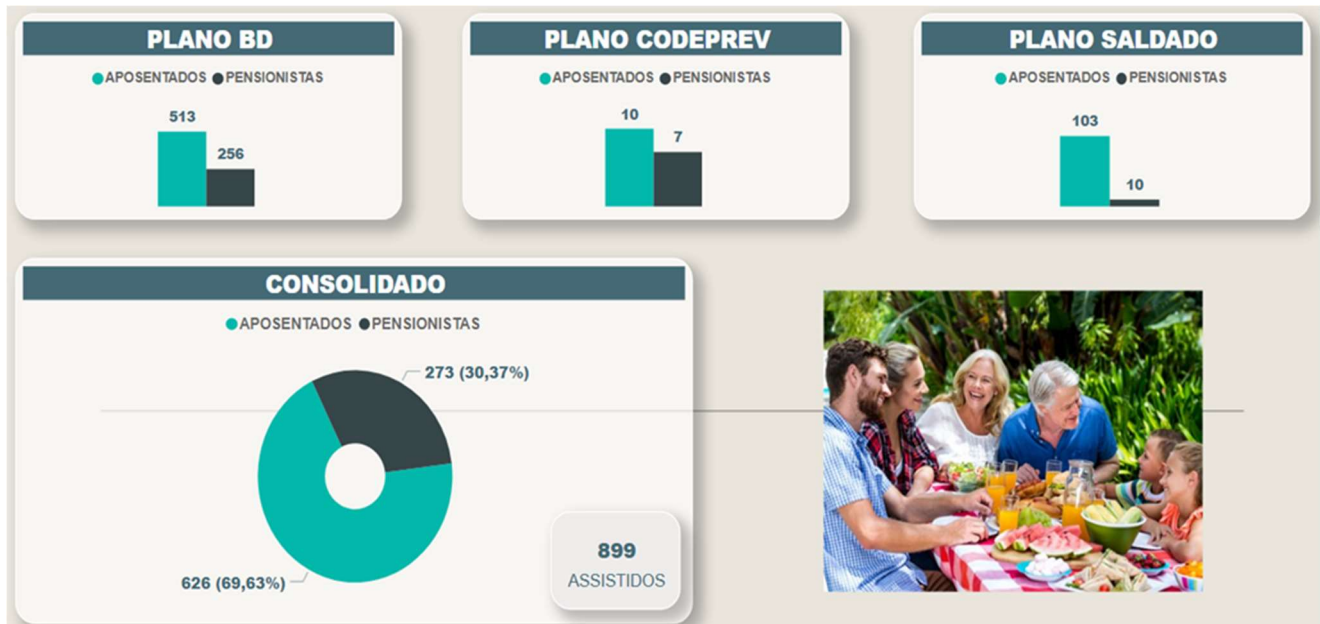 PLANO BD
APOSENTADOS PENSIONISTAS
513
256
PLANO CODEPREV
APOSENTADOS PENSIONISTAS
10
7
PLANO SALDADO
APOSENTADOS PENSIONISTAS
103
10
CONSOLIDADO
APOSENTADOS PENSIONISTAS
273 (30,37%)
626 (69,63%)
899
ASSISTIDOS